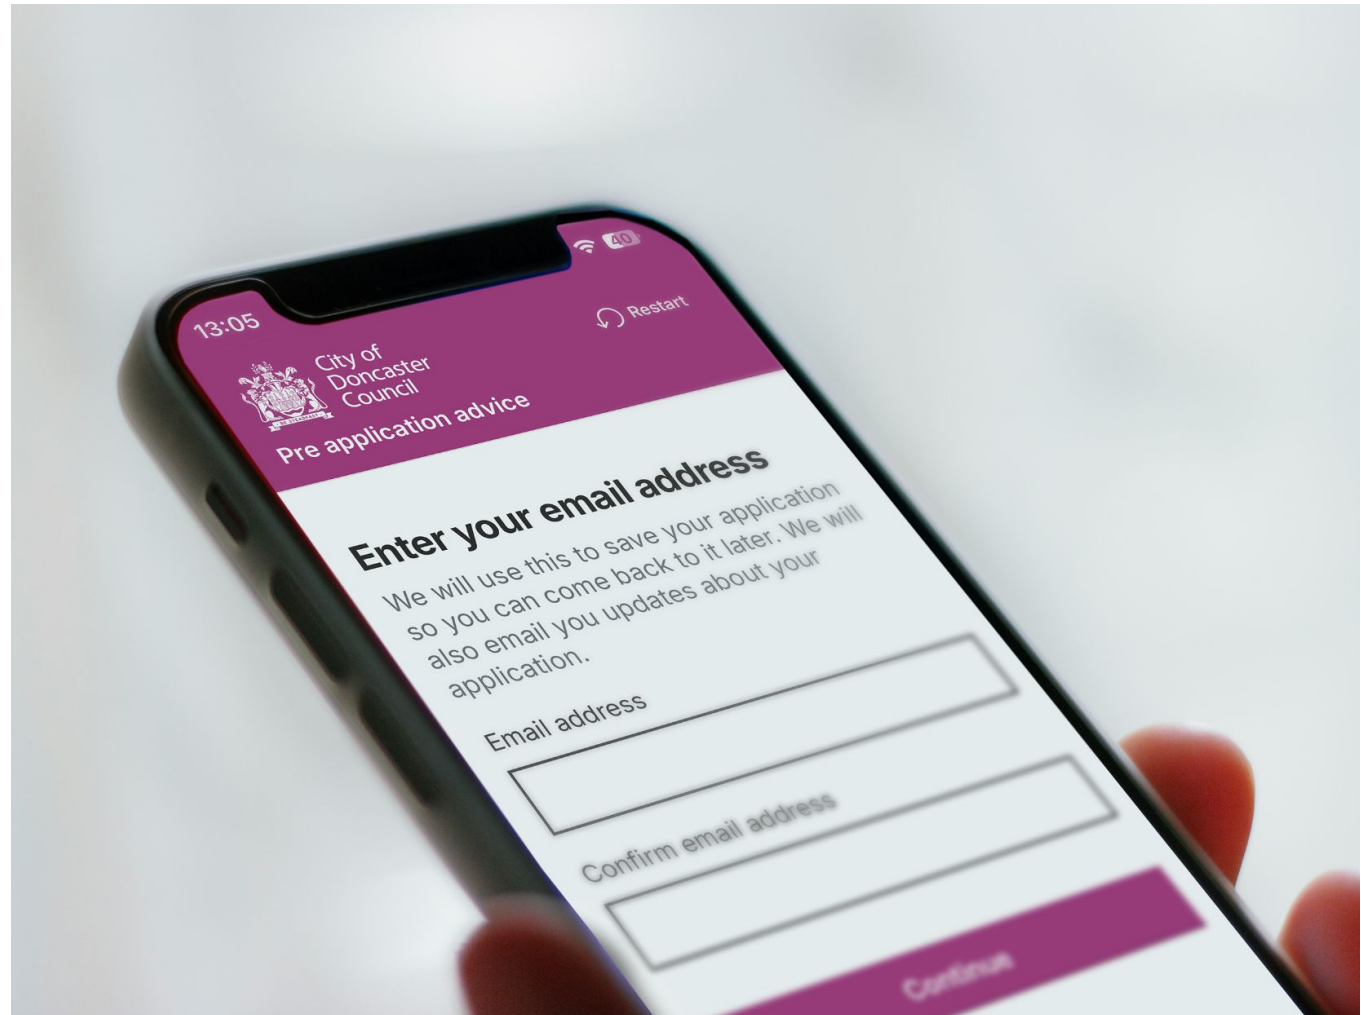 13:05
40
City of
Doncaster
Council
Restart
Pre application advice
Enter your email address
We will use this to save your application
so you can come back to it later. We will
also email you updates about your
application.
Email address
Confirm email address
Continue